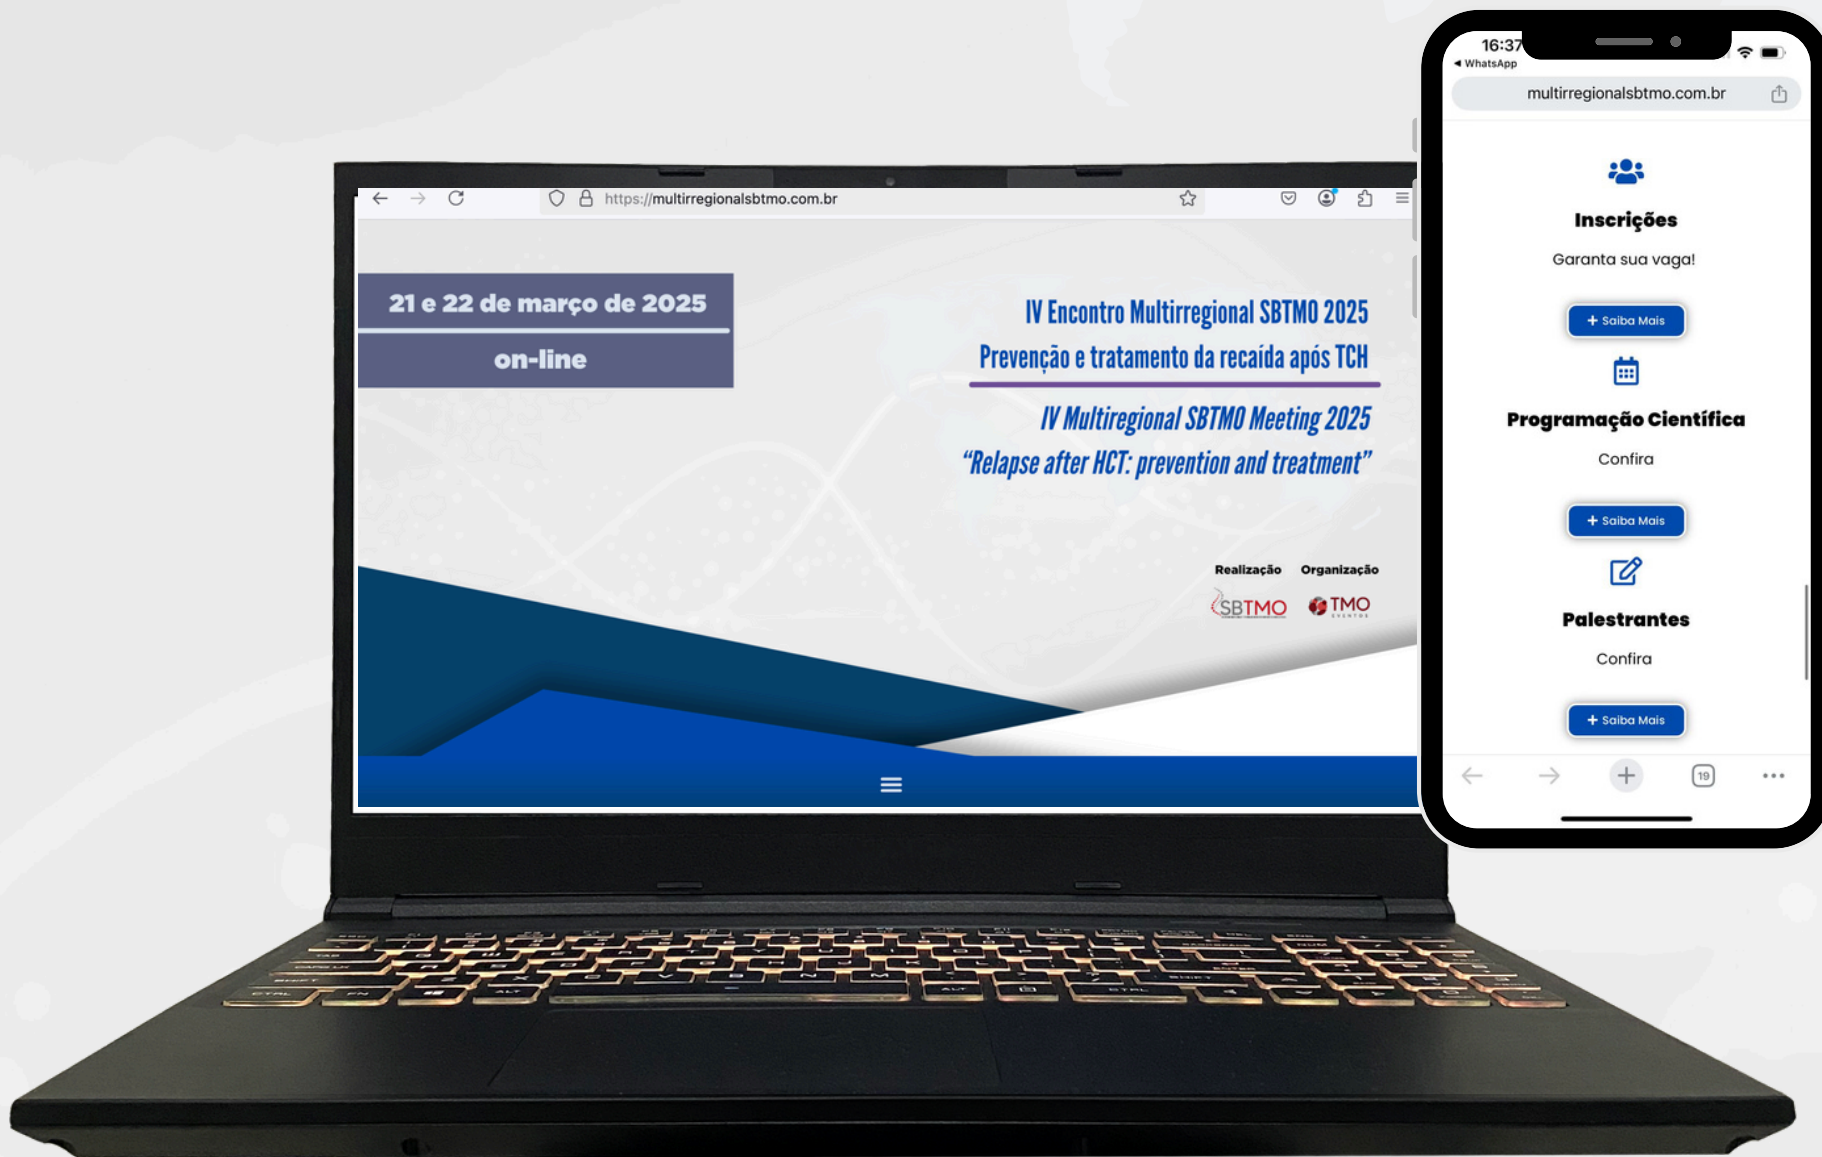 https://multirregionalsbtmo.com.br
21 e 22 de março de 2025
on-line
IV Encontro Multirregional SBTMO 2025
Prevenção e tratamento da recaída após TCH
IV Multiregional SBTMO Meeting 2025
“Relapse after HCT: prevention and treatment”
Realização Organização
SBTMO TMO
EVENTOS
16:37
WhatsApp
multirregionalsbtmo.com.br
Inscrições
Garanta sua vaga!
+ Saiba Mais
Programação Científica
Confira
+ Saiba Mais
Palestrantes
Confira
+ Saiba Mais
19